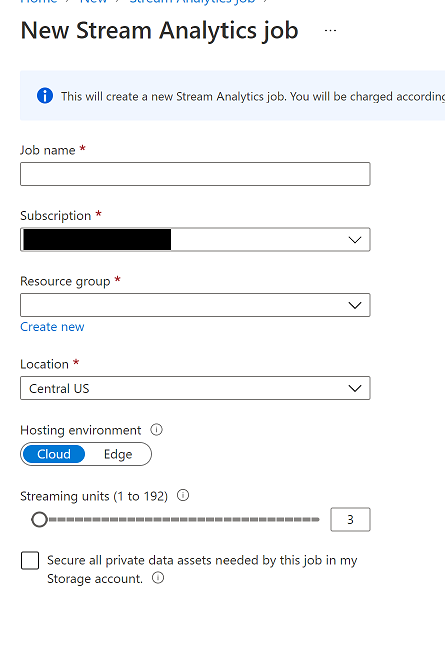 Home > New > Stream Analytics job >
New Stream Analytics job ...
This will create a new Stream Analytics job. You will be charged according
Job name *
Subscription *
Resource group *
Create new
Location *
Central US
Hosting environment
Cloud Edge
Streaming units (1 to 192)
3
Secure all private data assets needed by this job in my
Storage account.